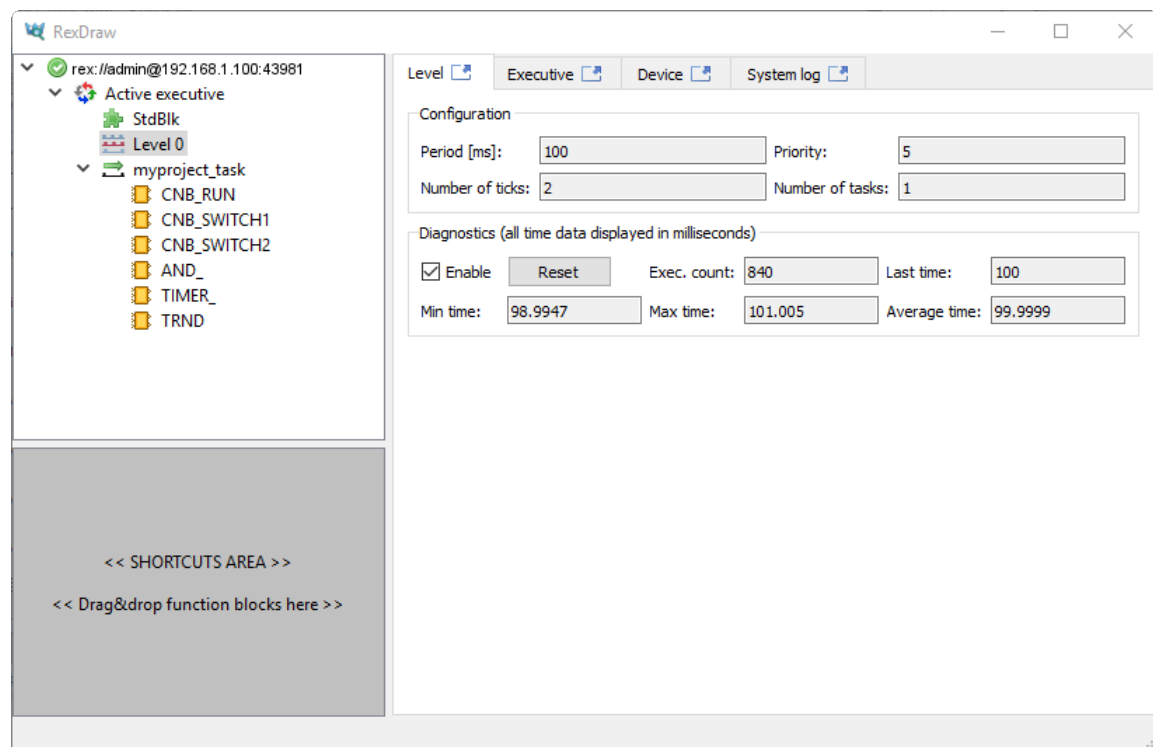 RexDraw
rex://admin@192.168.1.100:43981
Active executive
StdBlk
Level 0
myproject_task
CNB_RUN
CNB_SWITCH1
CNB_SWITCH2
AND_
TIMER_
TRND
<< SHORTCUTS AREA >>
<< Drag&drop function blocks here >>
Level Executive Device System log
Configuration
Period [ms]: 100 Priority: 5
Number of ticks: 2 Number of tasks: 1
Diagnostics (all time data displayed in milliseconds)
Enable Reset Exec. count: 840 Last time: 100
Min time: 98.9947 Max time: 101.005 Average time: 99.9999